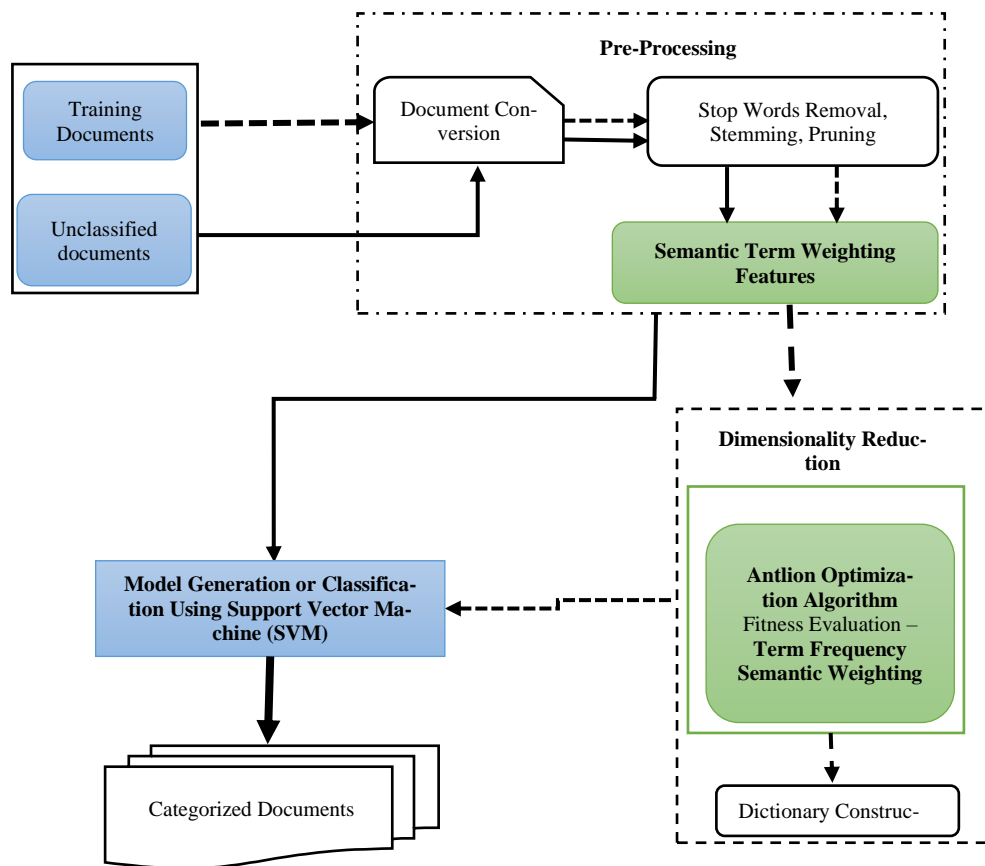 Pre-Processing
Training
Documents
Document Con-
version
Stop Words Removal,
Stemming, Pruning
Unclassified
documents
Semantic Term Weighting
Features
Dimensionality Reduc-
tion
Antlion Optimiza-
tion Algorithm
Fitness Evaluation –
Term Frequency
Semantic Weighting
Model Generation or Classifica-
tion Using Support Vector Ma-
chine (SVM)
Categorized Documents
Dictionary Construc-